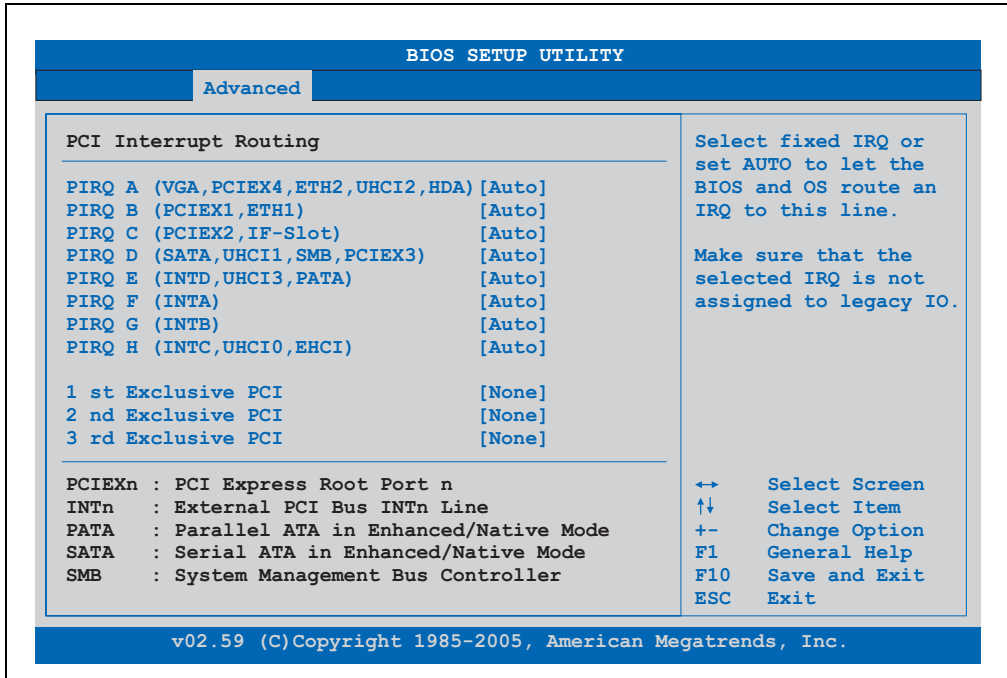 BIOS SETUP UTILITY
Advanced
PCI Interrupt Routing
PIRQ A (VGA,PCIEX4,ETH2,UHCI2,HDA)[Auto]
PIRQ B (PCIEX1,ETH1) [Auto]
PIRQ C (PCIEX2,IF-Slot) [Auto]
PIRQ D (SATA,UHCI1,SMB,PCIEX3) [Auto]
PIRQ E (INTD,UHCI3,PATA) [Auto]
PIRQ F (INTA) [Auto]
PIRQ G (INTB) [Auto]
PIRQ H (INTC,UHCI0,EHCI) [Auto]
1 st Exclusive PCI [None]
2 nd Exclusive PCI [None]
3 rd Exclusive PCI [None]
PCIEXn : PCI Express Root Port n
INTn : External PCI Bus INTn Line
PATA : Parallel ATA in Enhanced/Native Mode
SATA : Serial ATA in Enhanced/Native Mode
SMB : System Management Bus Controller
Select fixed IRQ or
set AUTO to let the
BIOS and OS route an
IRQ to this line.
Make sure that the
selected IRQ is not
assigned to legacy IO.
↔ Select Screen
↑↓ Select Item
+- Change Option
F1 General Help
F10 Save and Exit
ESC Exit
v02.59 (C)Copyright 1985-2005, American Megatrends, Inc.